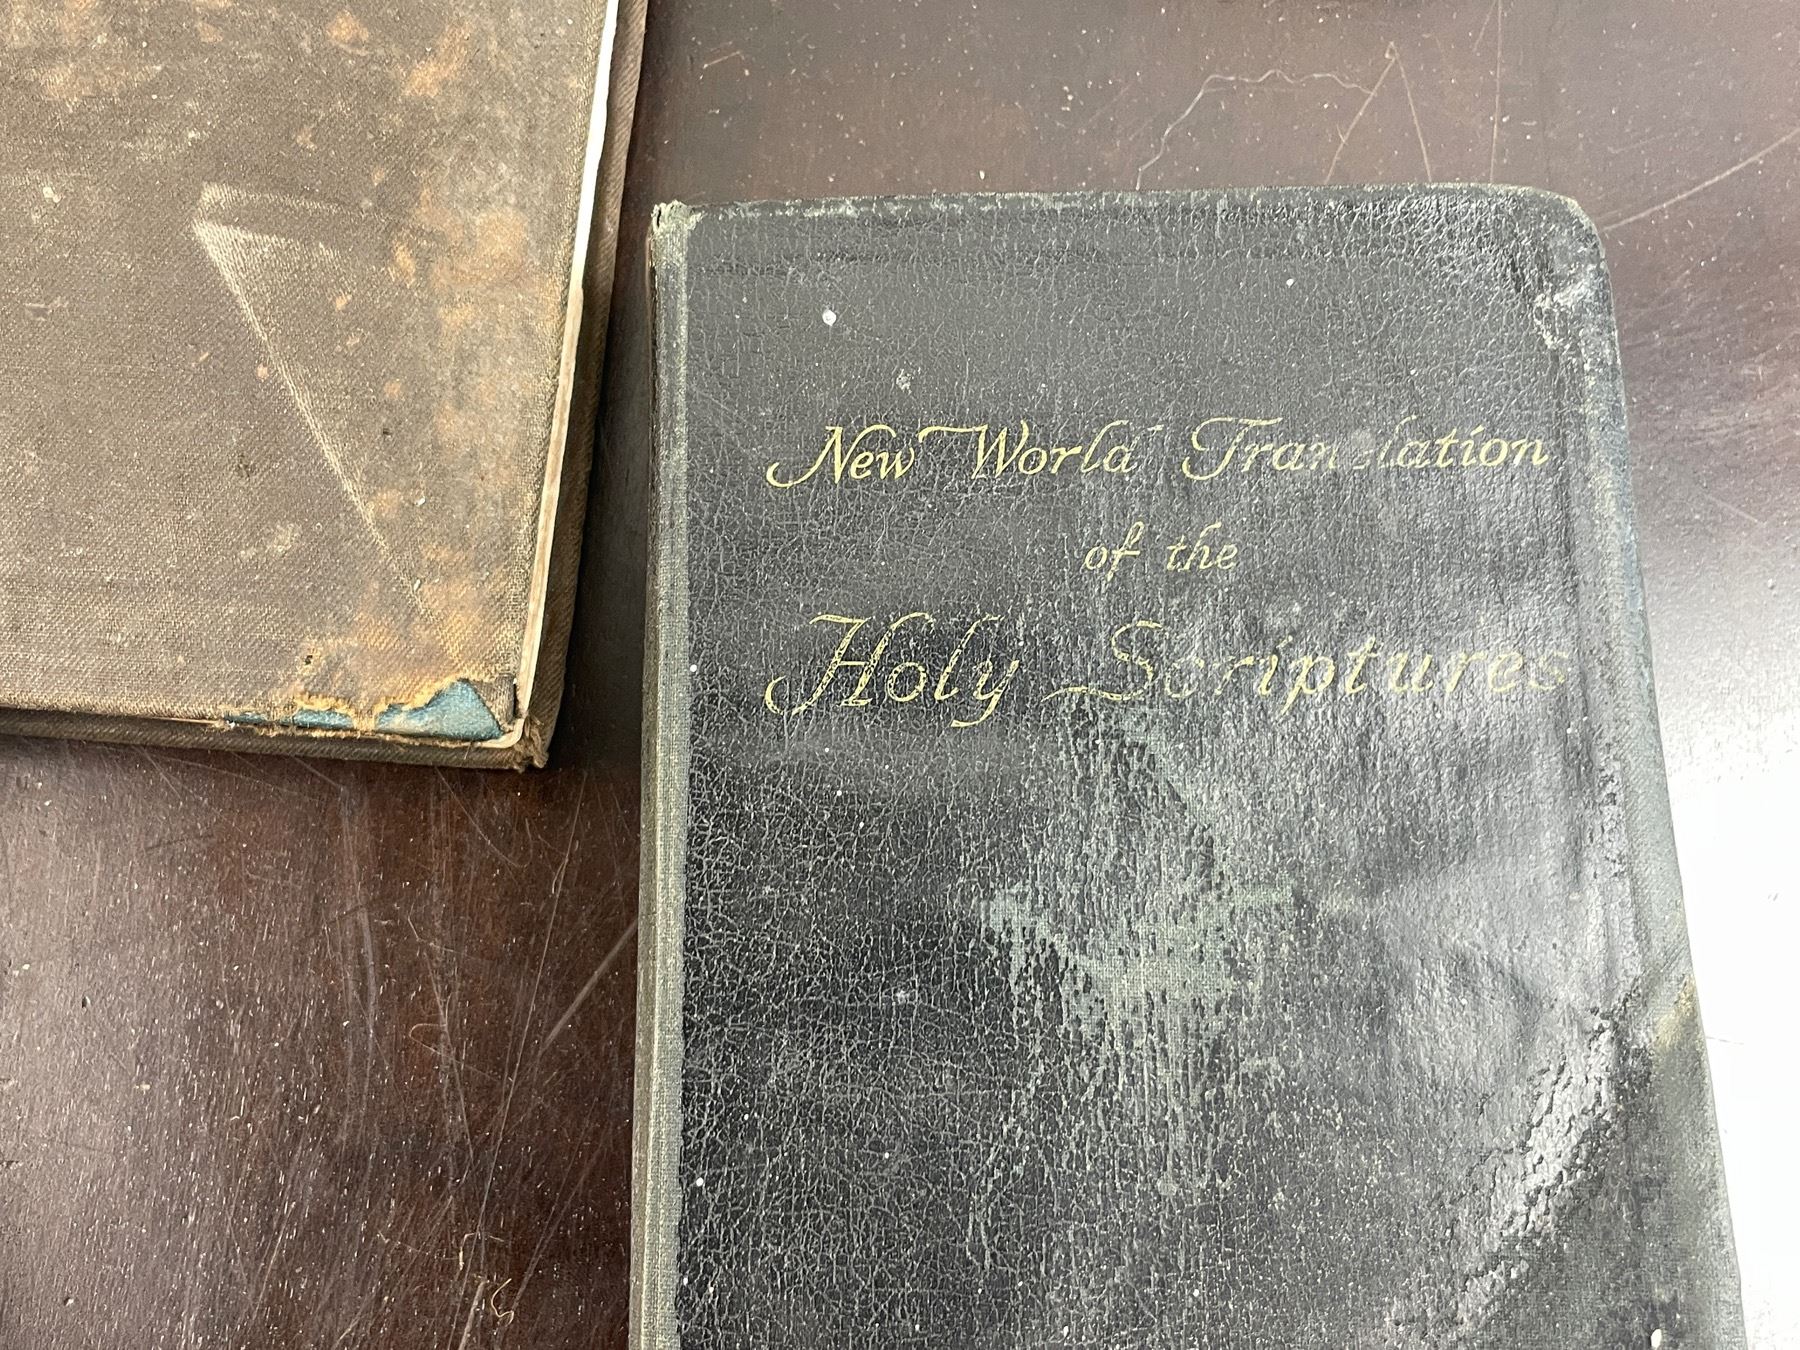 New World Translation
of the
Holy Scriptures